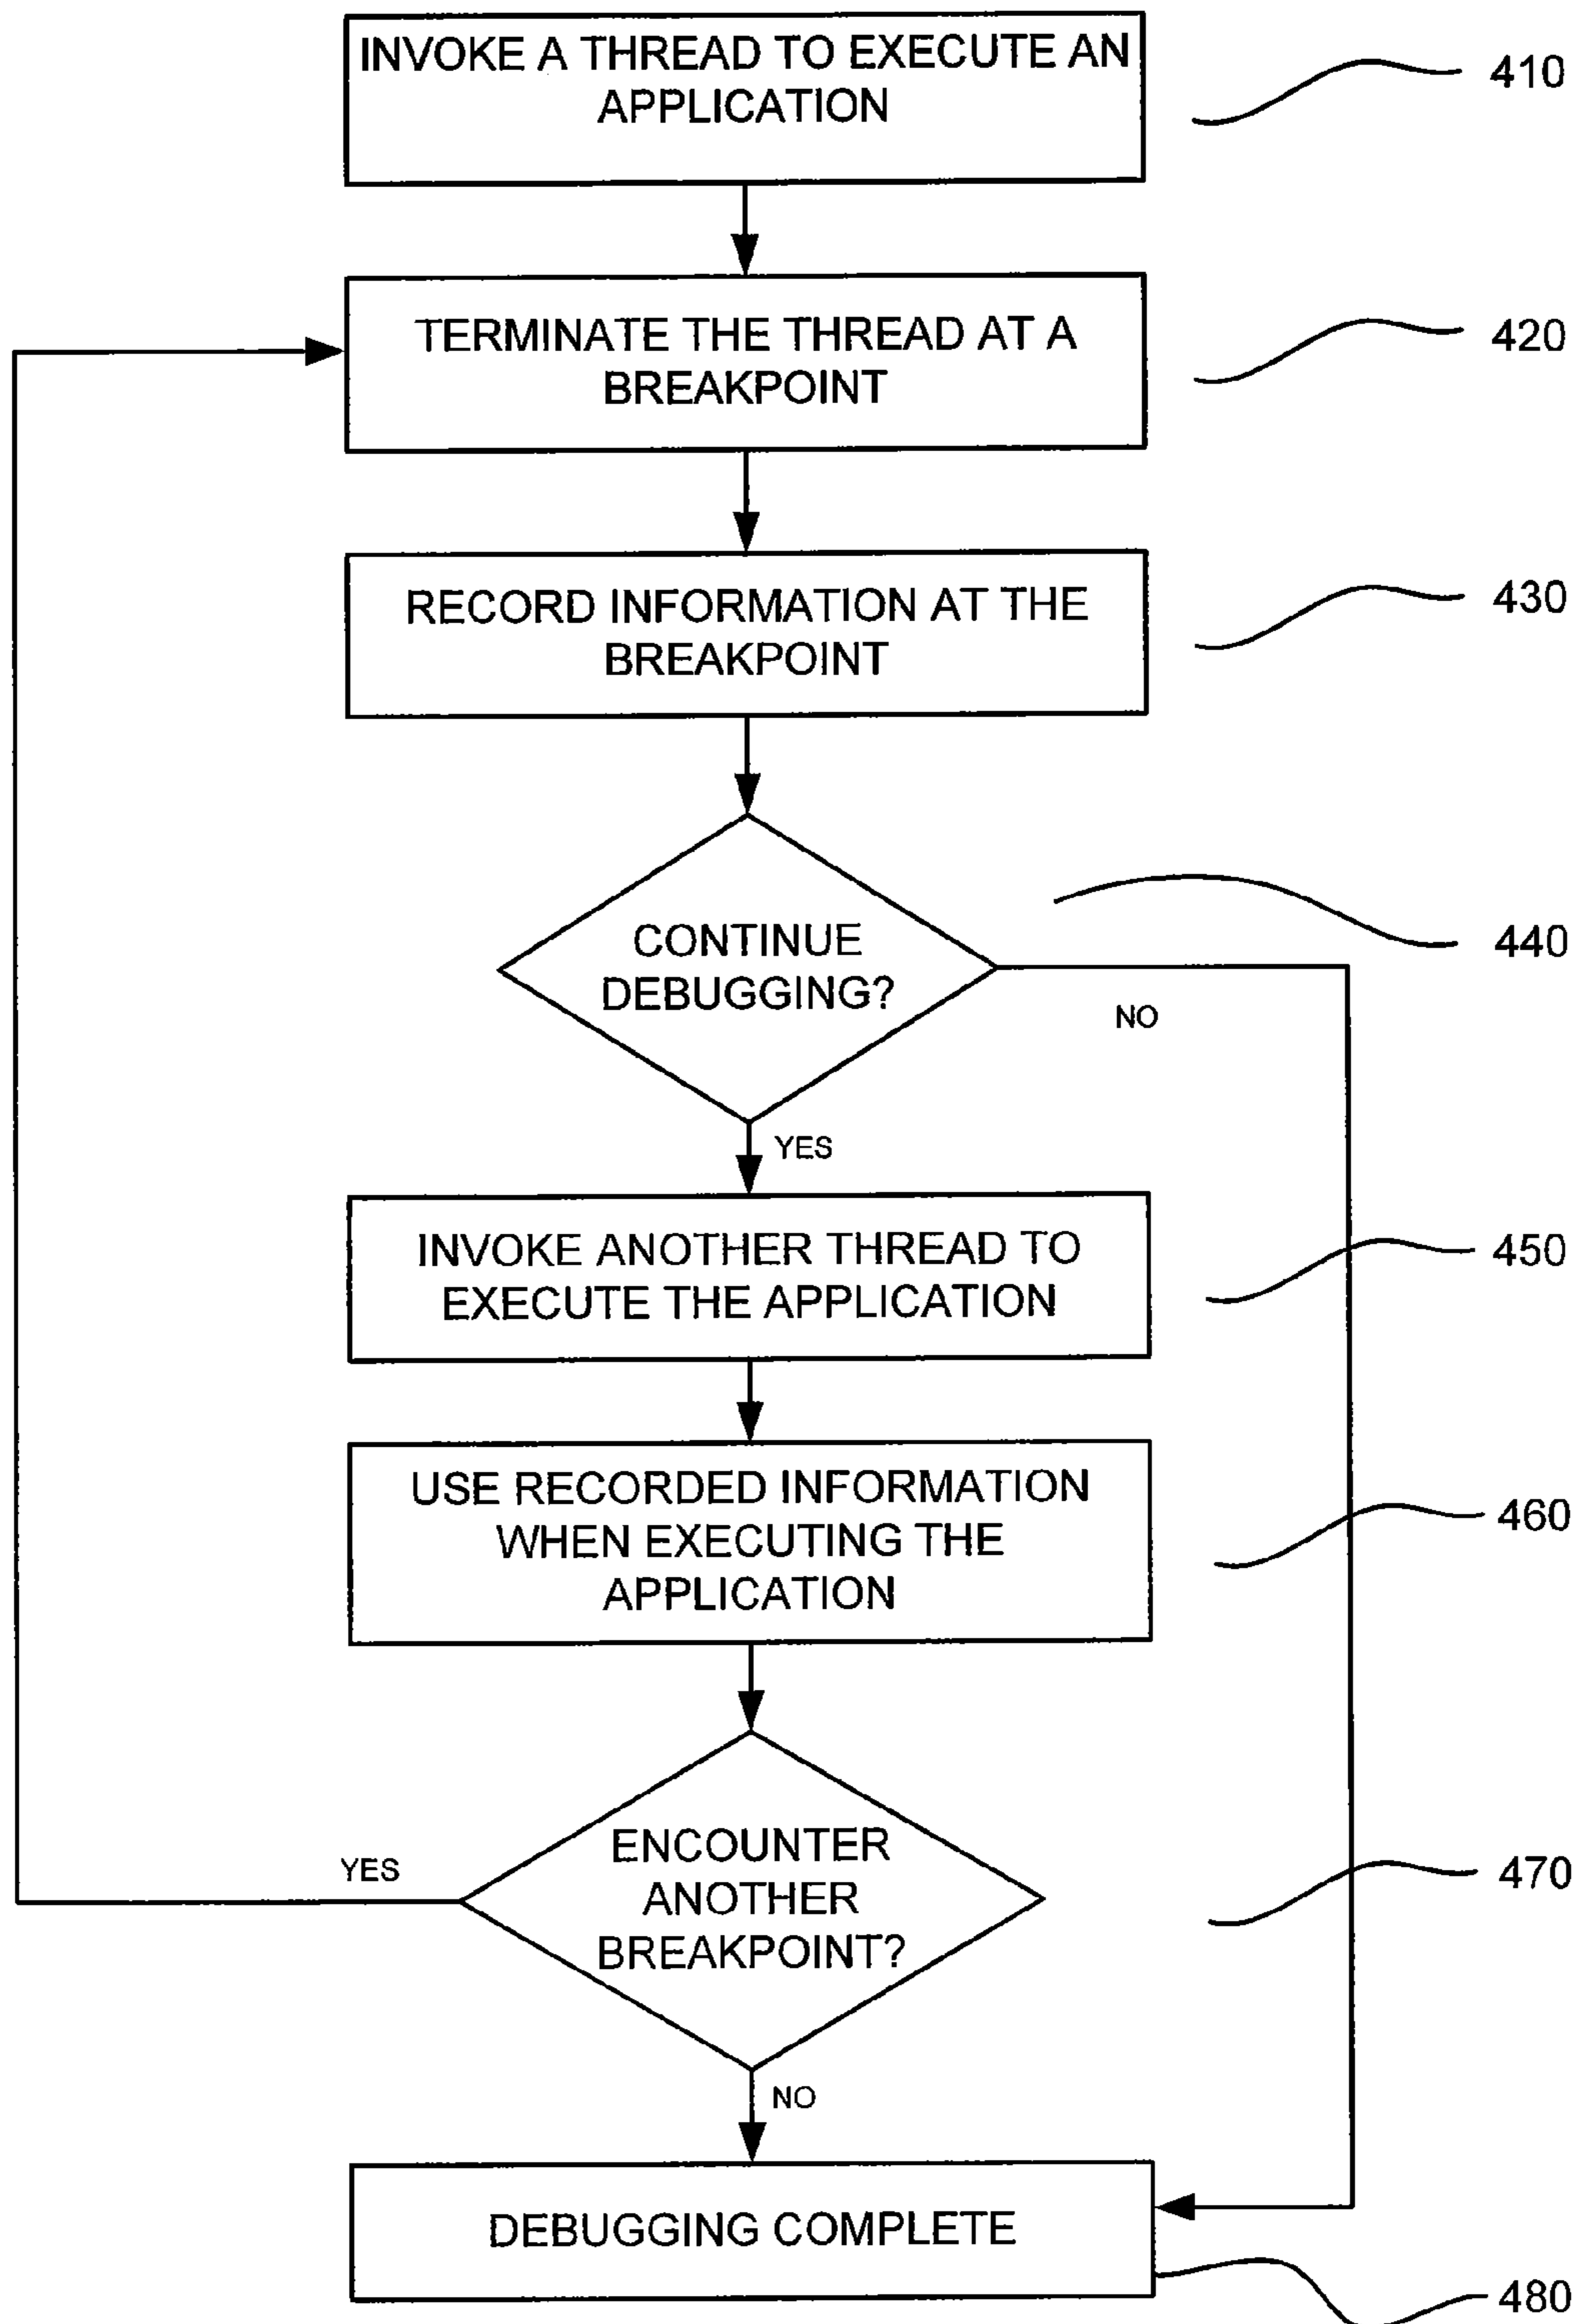 INVOKE A THREAD TO EXECUTE AN
APPLICATION
410
TERMINATE THE THREAD AT A
BREAKPOINT
420
RECORD INFORMATION AT THE
BREAKPOINT
430
CONTINUE
DEBUGGING?
440
NO
YES
INVOKE ANOTHER THREAD TO
EXECUTE THE APPLICATION
450
USE RECORDED INFORMATION
WHEN EXECUTING THE
APPLICATION
460
ENCOUNTER
ANOTHER
BREAKPOINT?
YES
470
NO
DEBUGGING COMPLETE
480